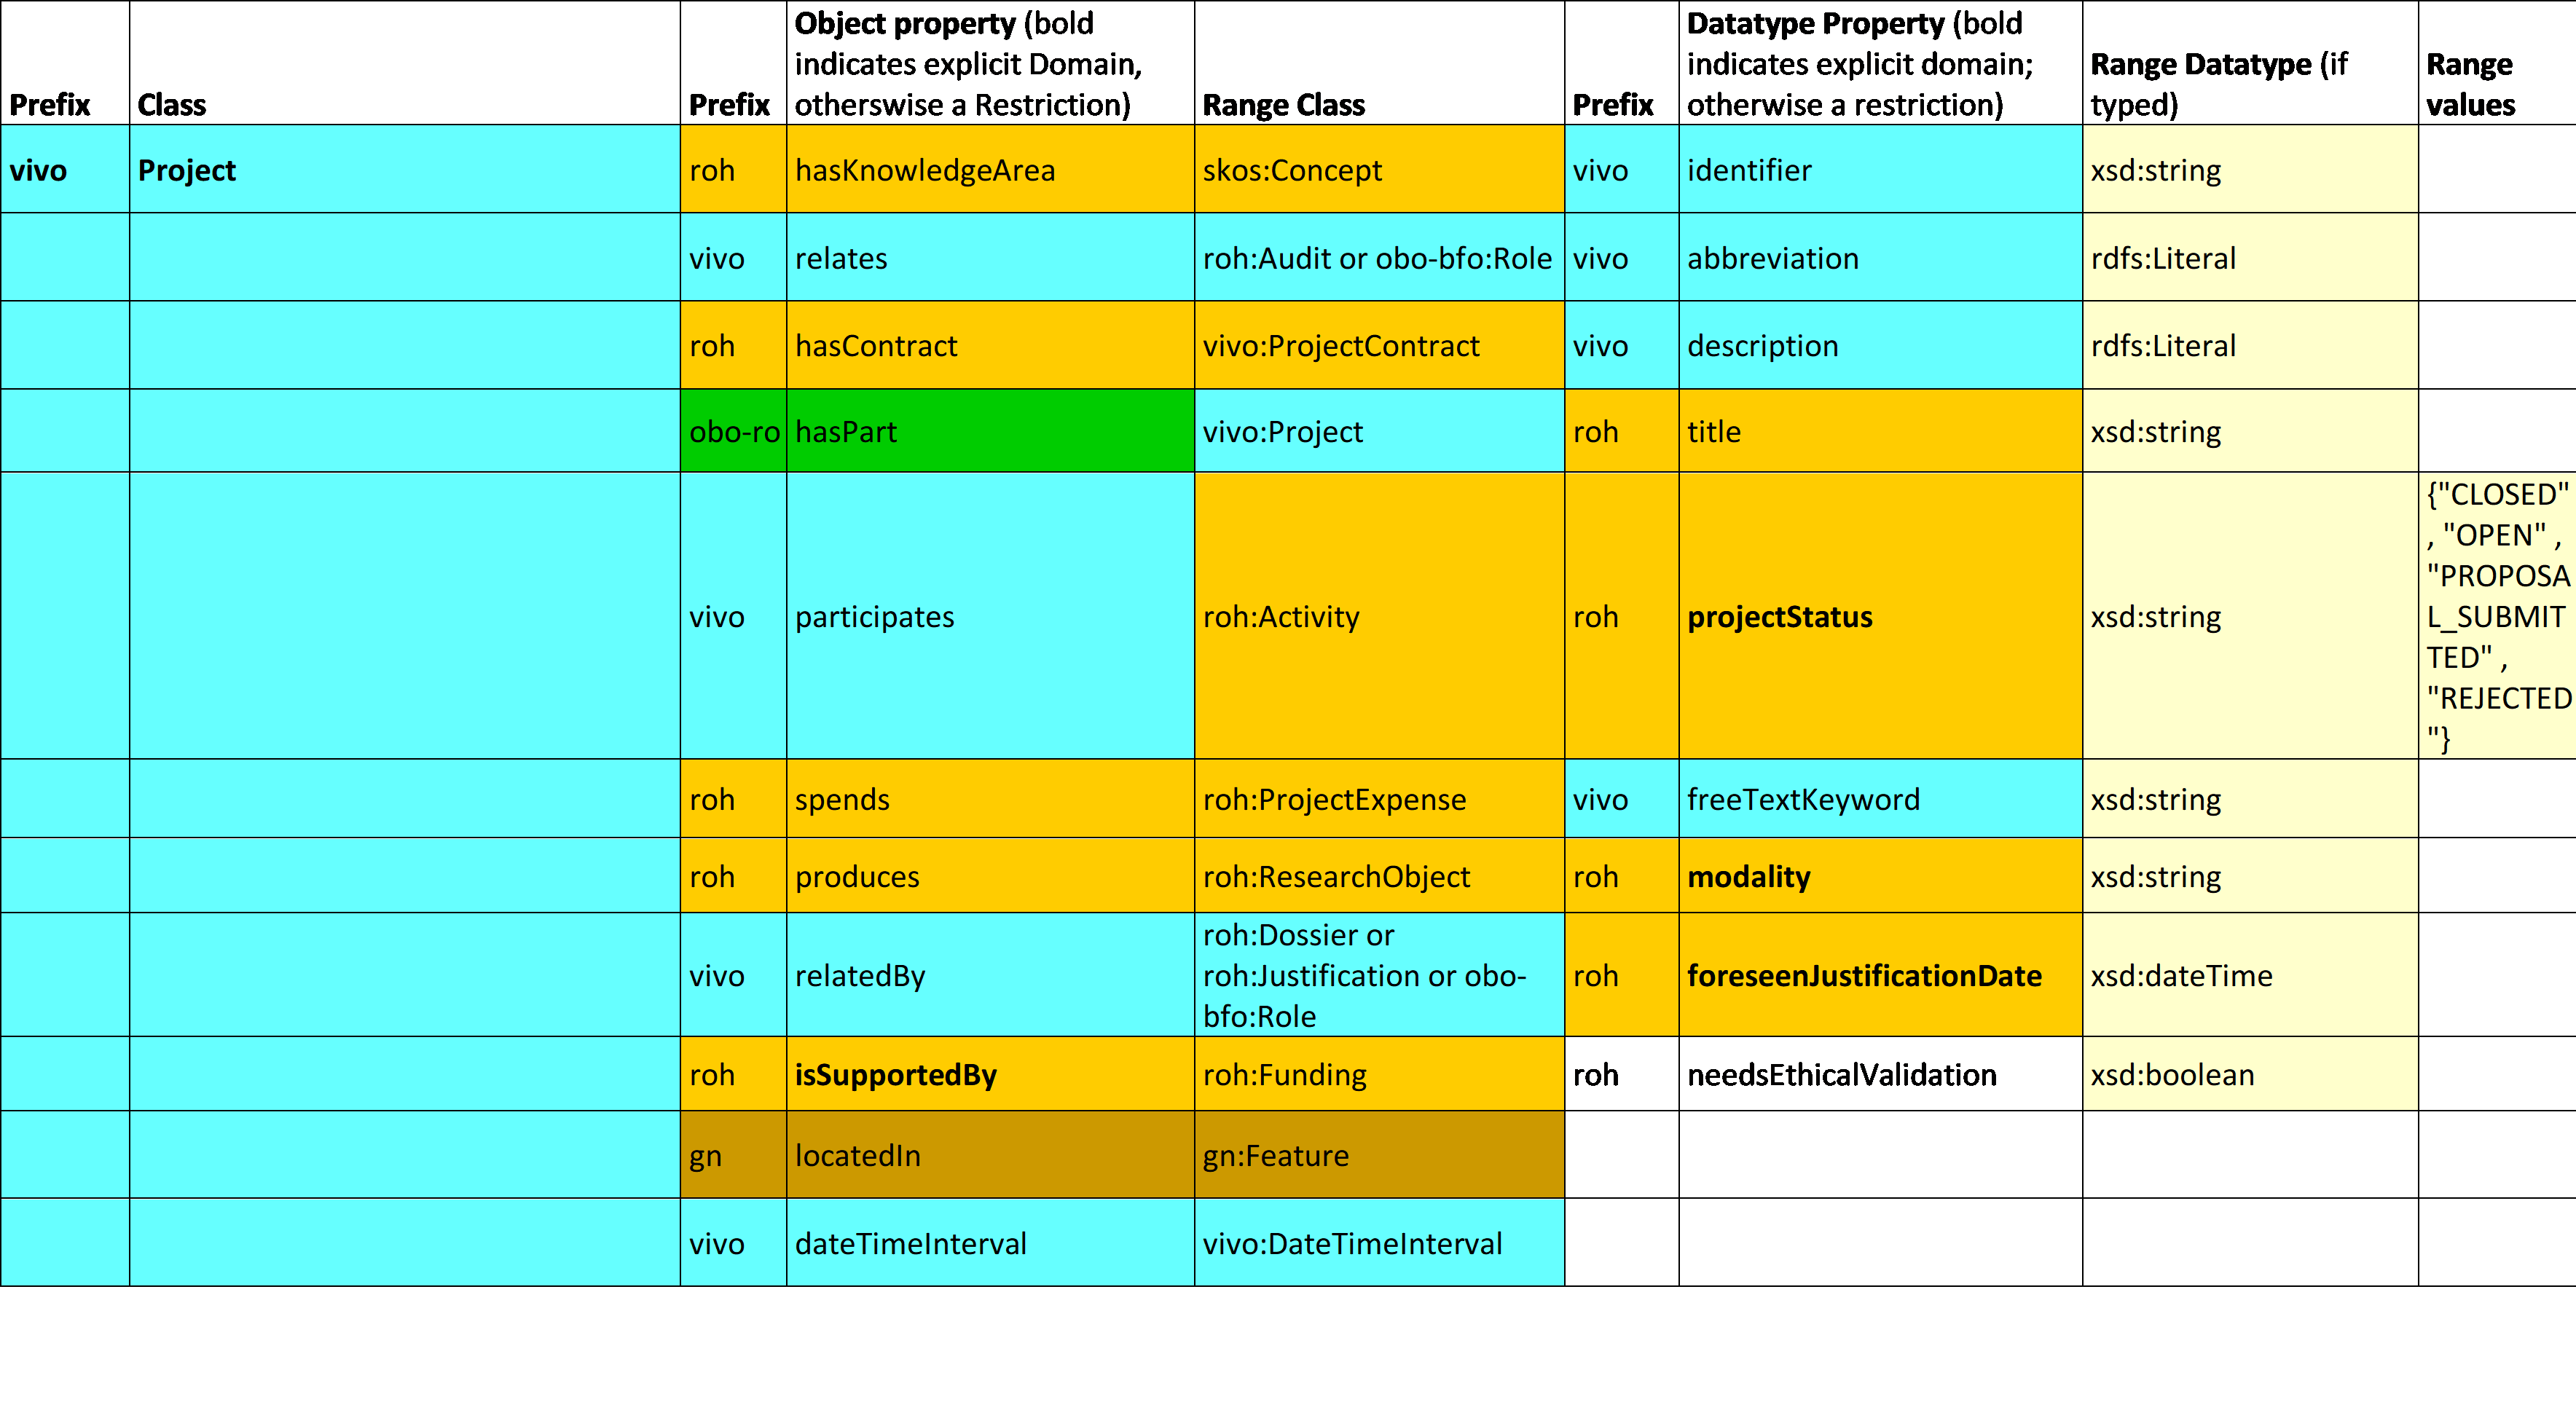 Prefix
Class
Prefix
Object property (bold
indicates explicit Domain,
otherswise a Restriction)
Range Class
Prefix
Datatype Property (bold
indicates explicit domain;
otherwise a restriction)
Range Datatype (if
typed)
Range
values
vivo
Project
roh
hasKnowledgeArea
skos:Concept
vivo
identifier
xsd:string
vivo
relates
roh:Audit or obo-bfo:Role
vivo
abbreviation
rdfs:Literal
roh
hasContract
vivo:ProjectContract
vivo
description
rdfs:Literal
obo-ro
hasPart
vivo:Project
roh
title
xsd:string
vivo
participates
roh:Activity
roh
projectStatus
xsd:string
{"CLOSED"
, "OPEN" ,
"PROPOSA
L_SUBMIT
TED" ,
"REJECTED
"}
roh
spends
roh:ProjectExpense
vivo
freeTextKeyword
xsd:string
roh
produces
roh:ResearchObject
roh
modality
xsd:string
vivo
relatedBy
roh:Dossier or
roh:Justification or obo-
bfo:Role
roh
foreseenJustificationDate
xsd:dateTime
roh
isSupportedBy
roh:Funding
roh
needsEthicalValidation
xsd:boolean
gn
locatedIn
gn:Feature
vivo
dateTimeInterval
vivo:DateTimeInterval